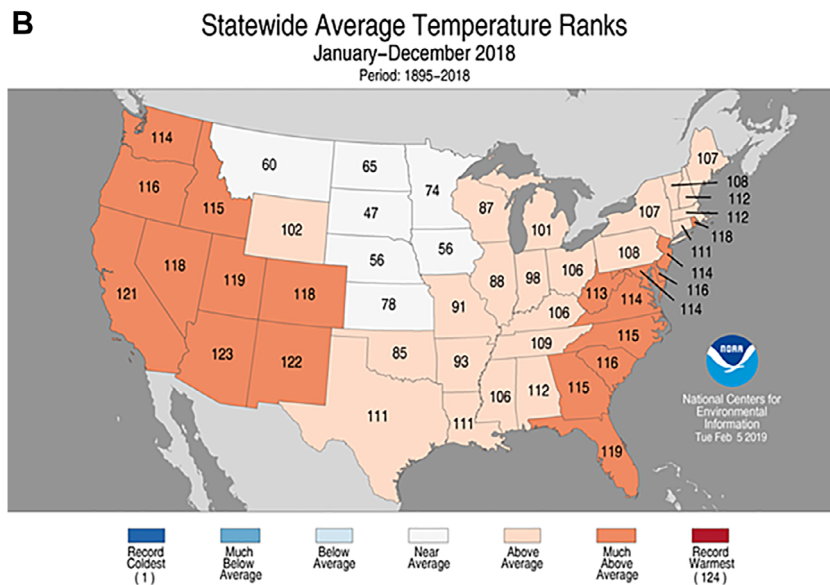 B
Statewide Average Temperature Ranks
January–December 2018
Period: 1895–2018
114
60
65
74
107
116
115
47
87
101
107
108
112
112
118
111
102
56
56
108
114
116
114
118
119
118
78
88
98
106
113
114
121
91
106
115
123
122
85
93
109
116
111
111
106
112
115
119
NOAA
National Centers for
Environmental
Information
Tue Feb 5 2019
Record
Coldest
(1)
Much
Below
Average
Below
Average
Near
Average
Above
Average
Much
Above
Average
Record
Warmest
(124)